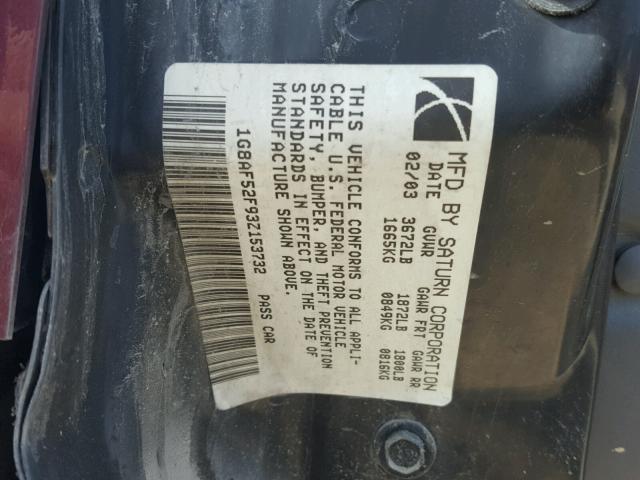 MFD BY SATURN CORPORATION
DATE GVWR GAWR FRT GAWR RR
02/03 3672LB 1872LB 1800LB
1665KG 0849KG 0816KG
THIS VEHICLE CONFORMS TO ALL APPLI-
CABLE U.S. FEDERAL MOTOR VEHICLE
SAFETY, BUMPER, AND THEFT PREVENTION
STANDARDS IN EFFECT ON THE DATE OF
MANUFACTURE SHOWN ABOVE.
1G8AF52F93Z153732 PASS CAR